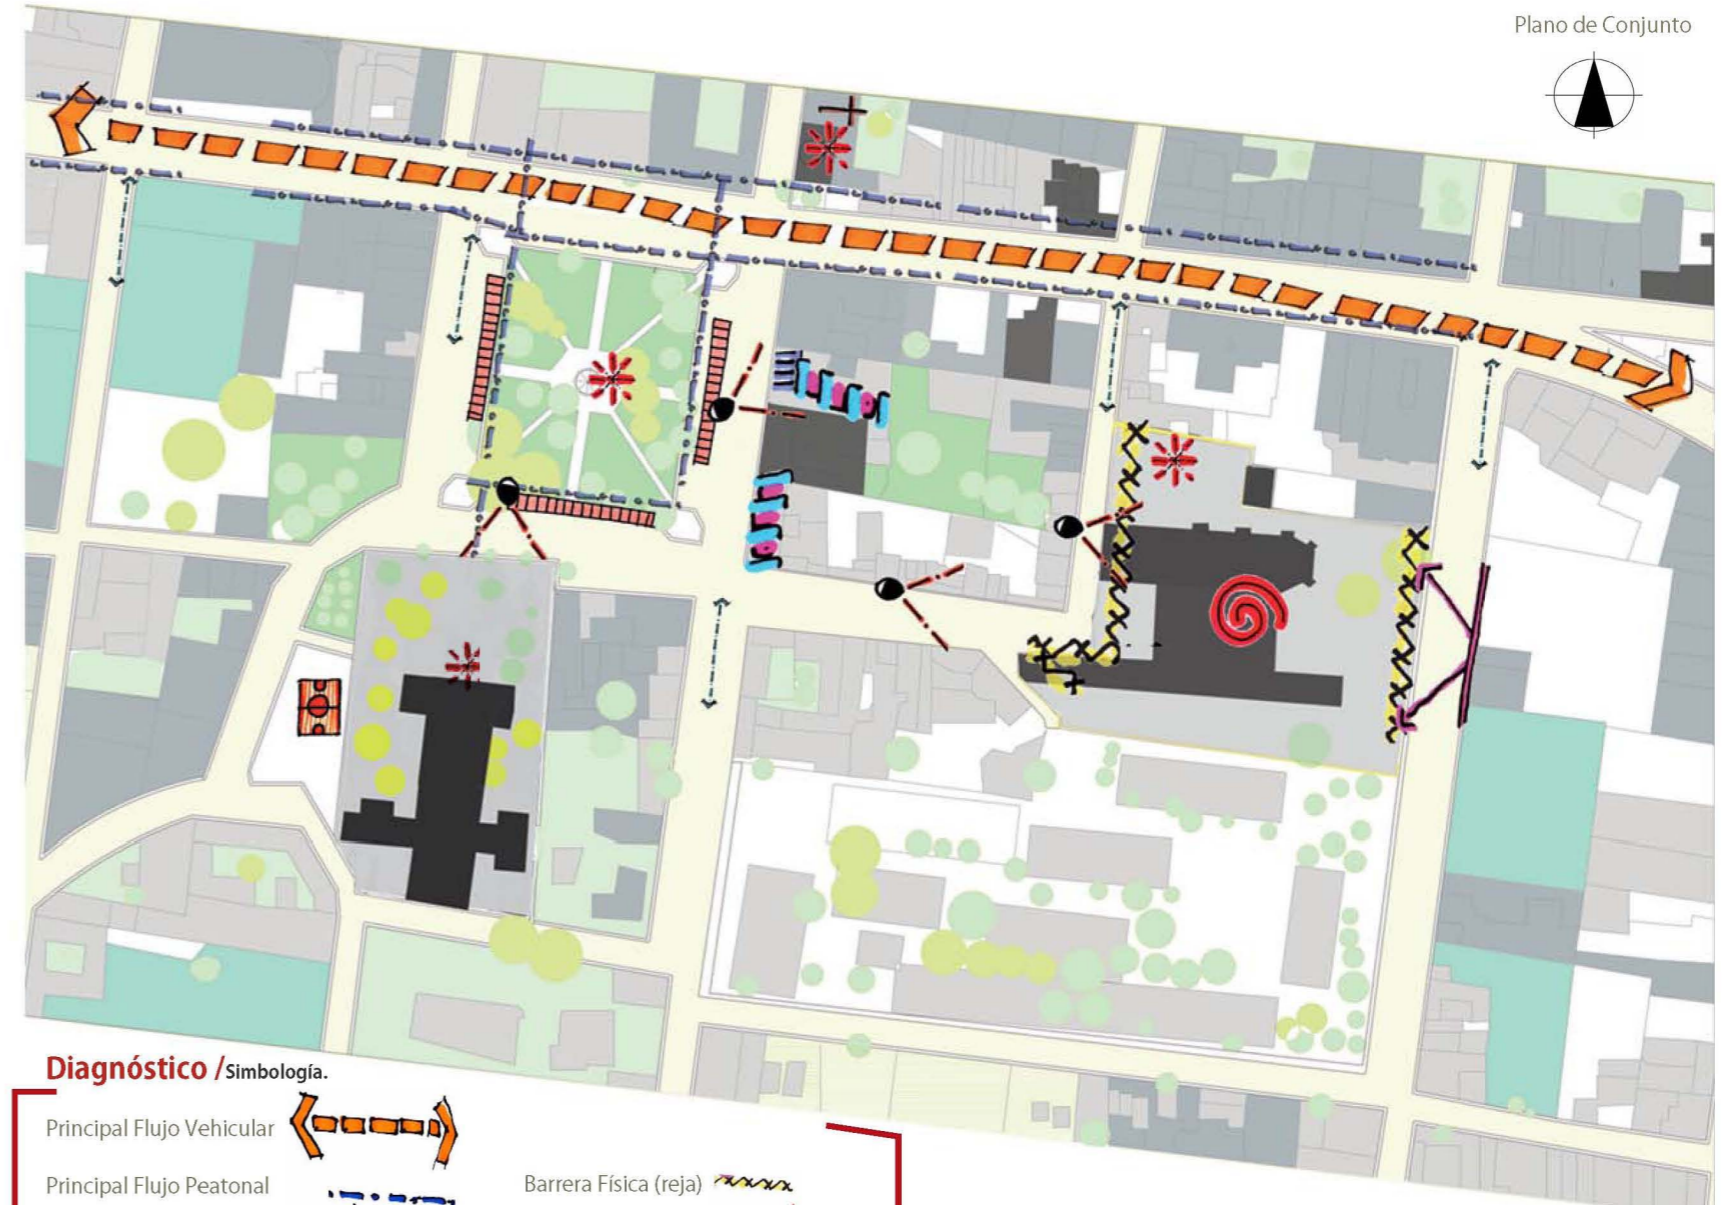 Plano de Conjunto
Diagnóstico /Simbología.
Principal Flujo Vehicular
Principal Flujo Peatonal
Barrera Física (reja)